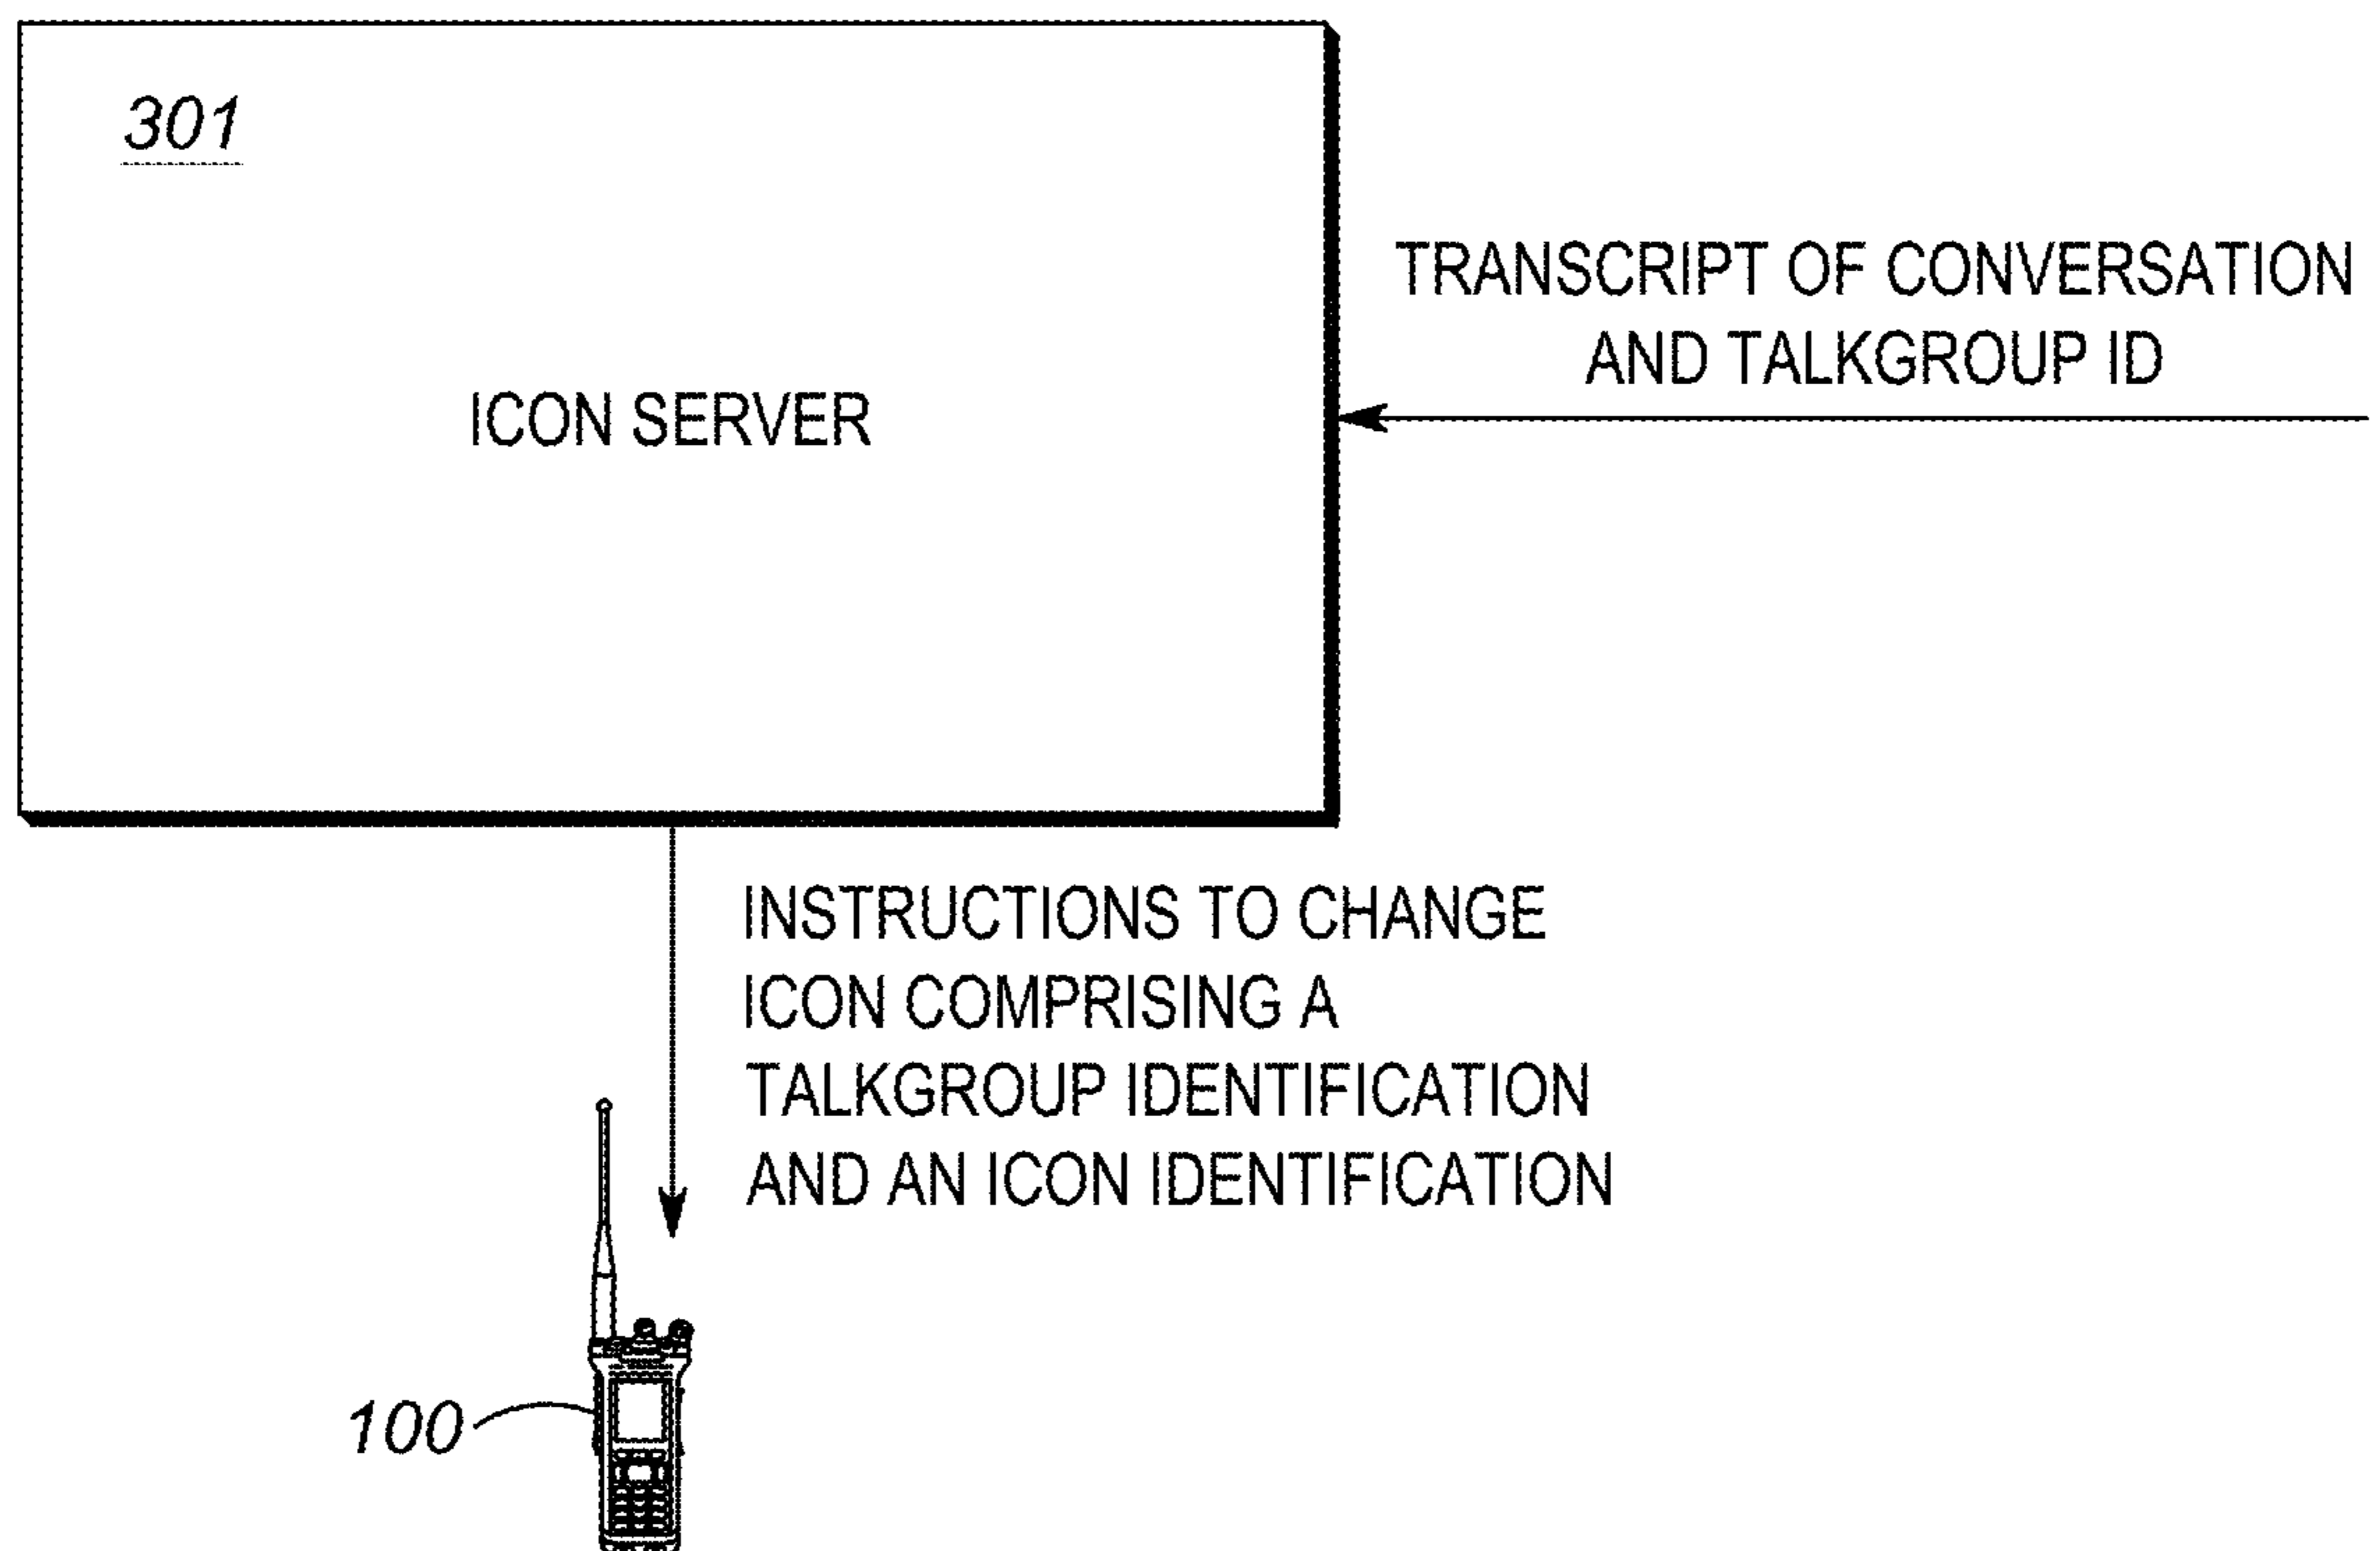 301
TRANSCRIPT OF CONVERSATION
AND TALKGROUP ID
ICON SERVER
INSTRUCTIONS TO CHANGE
ICON COMPRISING A
TALKGROUP IDENTIFICATION
AND AN ICON IDENTIFICATION
100